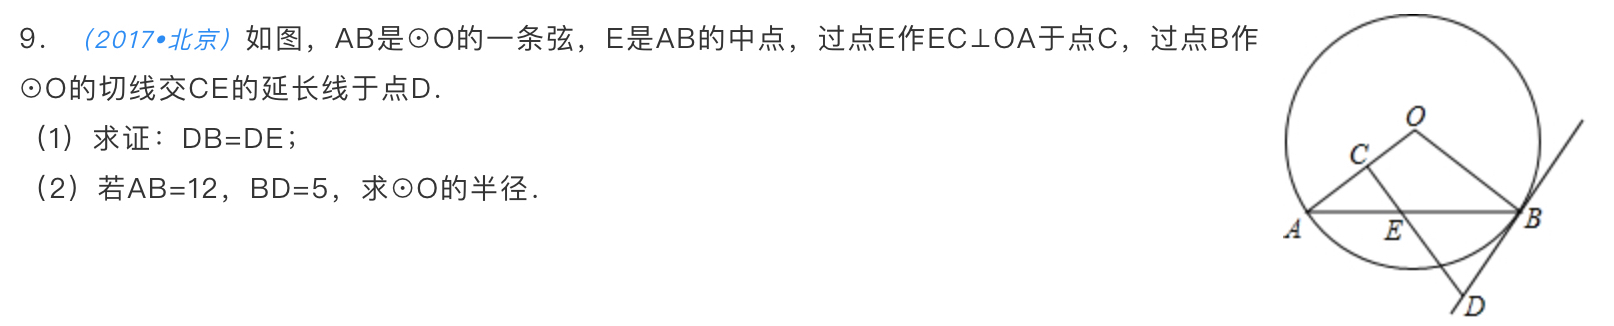 9. （2017•北京）如图，AB是⊙O的一条弦，E是AB的中点，过点E作EC⊥OA于点C，过点B作
⊙O的切线交CE的延长线于点D.
（1）求证：DB=DE；
（2）若AB=12，BD=5，求⊙O的半径.
O
C
A
E
B
D